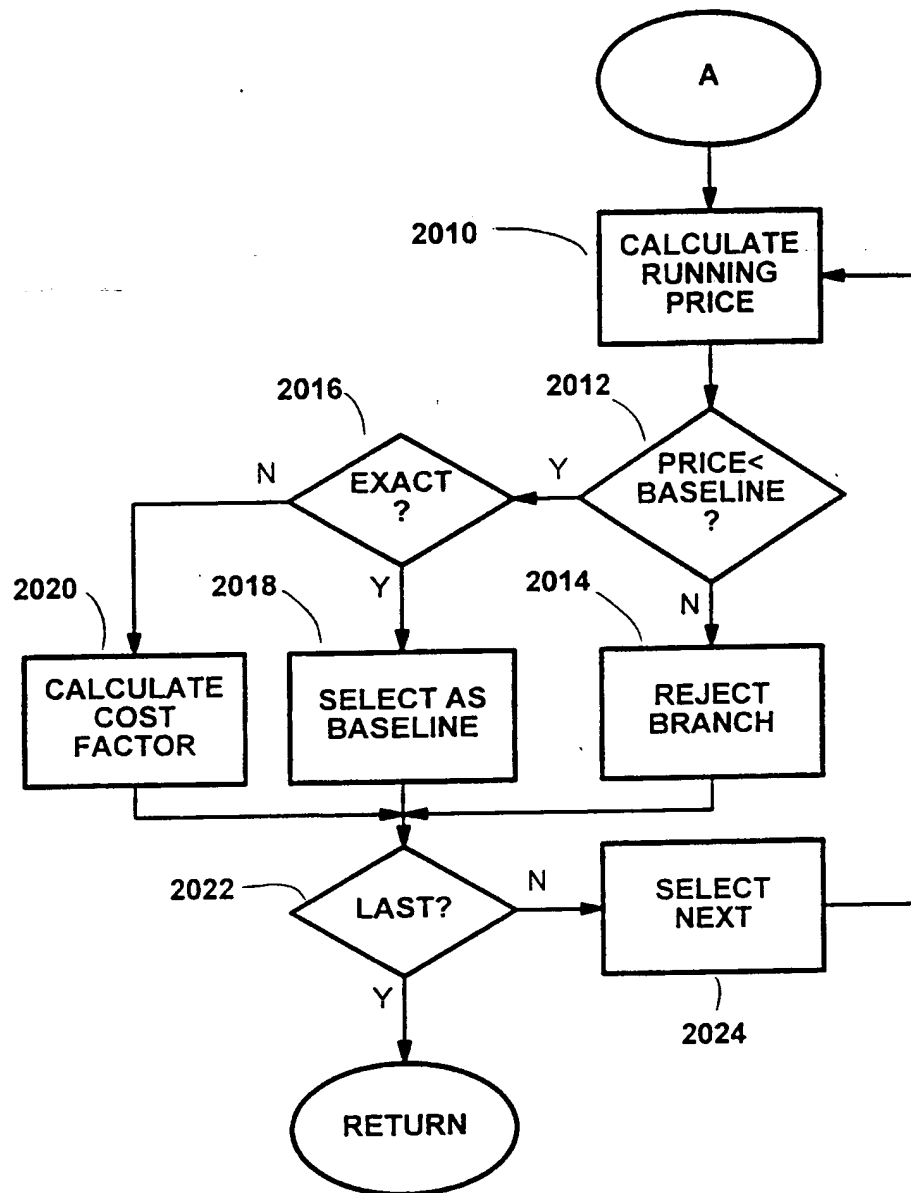 A
2010
CALCULATE
RUNNING
PRICE
2016
2012
N
EXACT
?
Y
PRICE<
BASELINE
?
2020
2018
Y
2014
N
CALCULATE
COST
FACTOR
SELECT AS
BASELINE
REJECT
BRANCH
2022
LAST?
N
SELECT
NEXT
Y
2024
RETURN